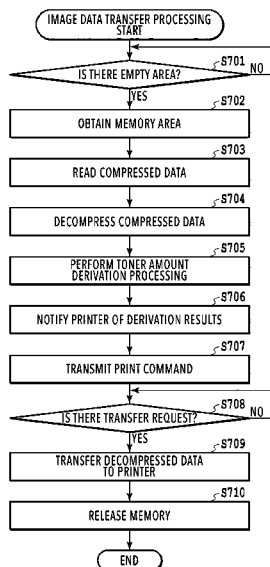 IMAGE DATA TRANSFER PROCESSING
START
S701
IS THERE EMPTY AREA?
NO
YES
S702
OBTAIN MEMORY AREA
S703
READ COMPRESSED DATA
S704
DECOMPRESS COMPRESSED DATA
S705
PERFORM TONER AMOUNT
DERIVATION PROCESSING
S706
NOTIFY PRINTER OF DERIVATION RESULTS
S707
TRANSMIT PRINT COMMAND
S708
IS THERE TRANSFER REQUEST?
NO
YES
S709
TRANSFER DECOMPRESSED DATA
TO PRINTER
S710
RELEASE MEMORY
END